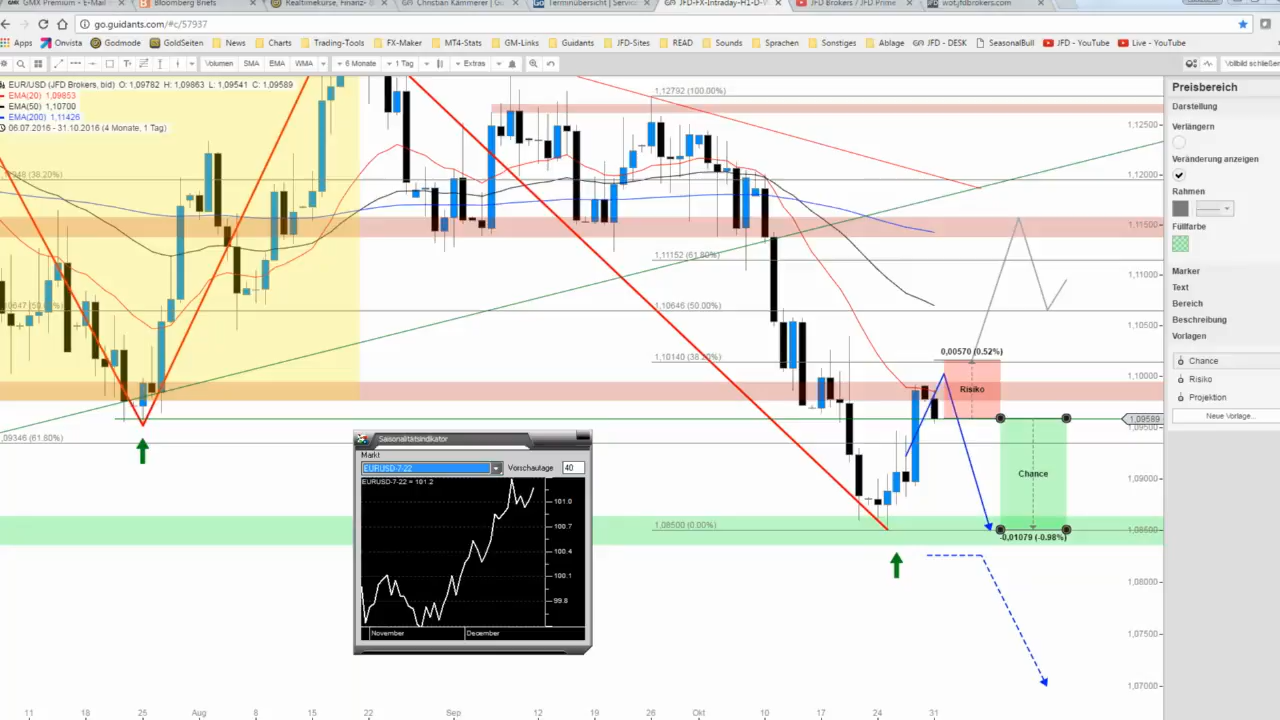 GMX Premium - E-Mail
Bloomberg Briefs
Realtimekurse, Finanz-
Christian Kämmerer |
Terminübersicht | Servic
JFD-FX-Intraday-H1-D-W
JFD Brokers / JFD Prime
wot.jfdbrokers.com
go.guidants.com/#c/57937
Apps
Onvista
Godmode
GoldSeiten
News
Charts
Trading-Tools
FX-Maker
MT4-Stats
GM-Links
Guidants
JFD-Sites
READ
Sounds
Sprachen
Sonstiges
Ablage
JFD - DESK
SeasonalBull
JFD - YouTube
Live - YouTube
Volumen
SMA
EMA
WMA
6 Monate
1 Tag
Extras
Vollbild schließen
EUR/USD (JFD Brokers, bid) O: 1,09782 H: 1,09863 L: 1,09541 C: 1,09589
EMA(20) 1,09853
EMA(50) 1,10700
EMA(200) 1,11426
06.07.2016 - 31.10.2016 (4 Monate, 1 Tag)
1,12792 (100.00%)
1,11152 (61.80%)
1,10647 (50.00%)
1,10646 (50.00%)
1,10140 (38.20%)
1,09346 (61.80%)
1,08500 (0.00%)
0,00570 (0.52%)
Risiko
Chance
-0,01079 (-0.98%)
1,12500
1,12000
1,11500
1,11000
1,10500
1,10000
1,09589
1,09000
1,08500
1,08000
1,07500
1,07000
Preisbereich
Darstellung
Verlängern
Veränderung anzeigen
Rahmen
Füllfarbe
Marker
Text
Bereich
Beschreibung
Vorlagen
Chance
Risiko
Projektion
Neue Vorlage...
Saisonalitätsindikator
Markt
EURUSD-7-22
Vorschautage
40
EURUSD-7-22 = 101.2
101.0
100.7
100.4
100.1
99.8
November
December
11
18
25
Aug
8
15
22
Sep
12
19
26
Okt
10
17
24
31